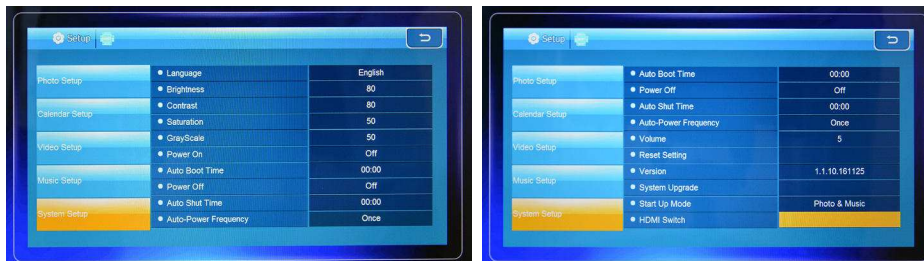 Setup
Photo Setup
Calendar Setup
Video Setup
Music Setup
System Setup
Language English
Brightness 80
Contrast 80
Saturation 50
GrayScale 50
Power On Off
Auto Boot Time 00:00
Power Off Off
Auto Shut Time 00:00
Auto-Power Frequency Once
Setup
Photo Setup
Calendar Setup
Video Setup
Music Setup
System Setup
Auto Boot Time 00:00
Power Off Off
Auto Shut Time 00:00
Auto-Power Frequency Once
Volume 5
Reset Setting
Version 1.1.10.161125
System Upgrade
Start Up Mode Photo & Music
HDMI Switch